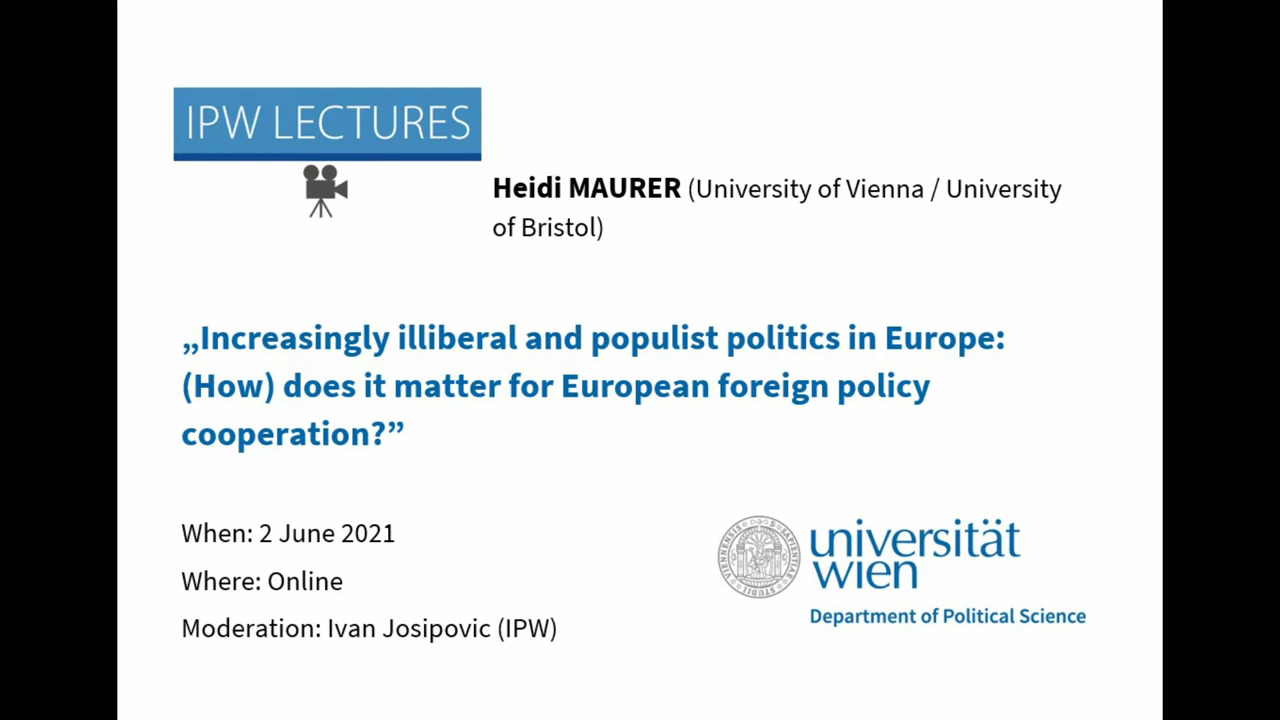 IPW LECTURES
Heidi MAURER (University of Vienna / University
of Bristol)
„Increasingly illiberal and populist politics in Europe:
(How) does it matter for European foreign policy
cooperation?”
When: 2 June 2021
Where: Online
Moderation: Ivan Josipovic (IPW)
universität
wien
Department of Political Science